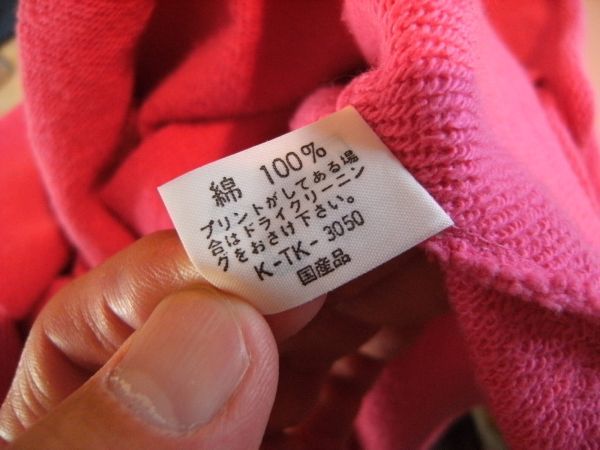 綿 100%
プリントがしてある場
合はドライクリーニン
グをおさけ下さい。
K-TK-3050
国産品